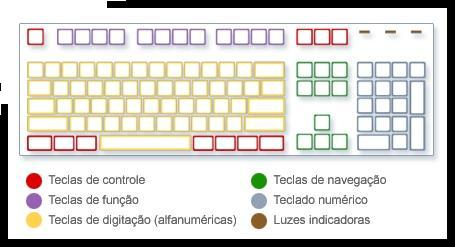 Teclas de controle
Teclas de navegação
Teclas de função
Teclado numérico
Teclas de digitação (alfanuméricas)
Luzes indicadoras